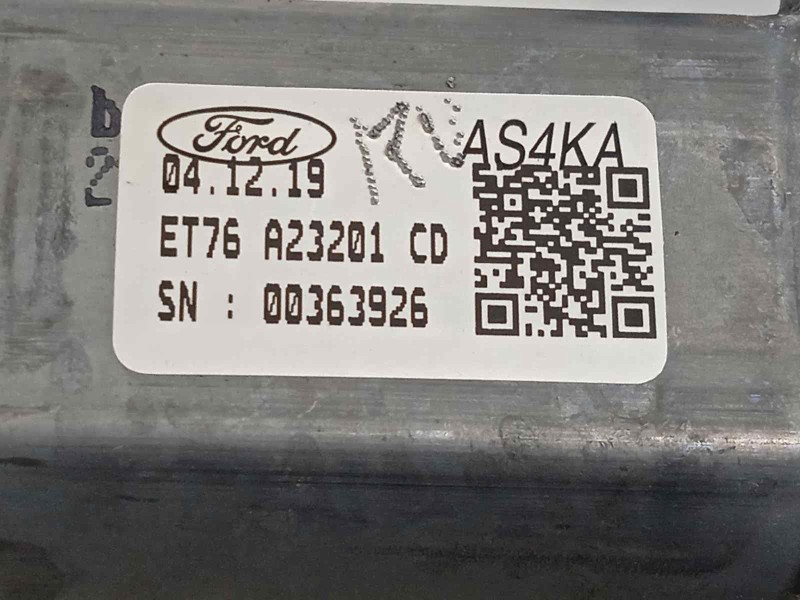 Ford
AS4KA
04.12.19
ET76 A23201 CD
SN : 00363926